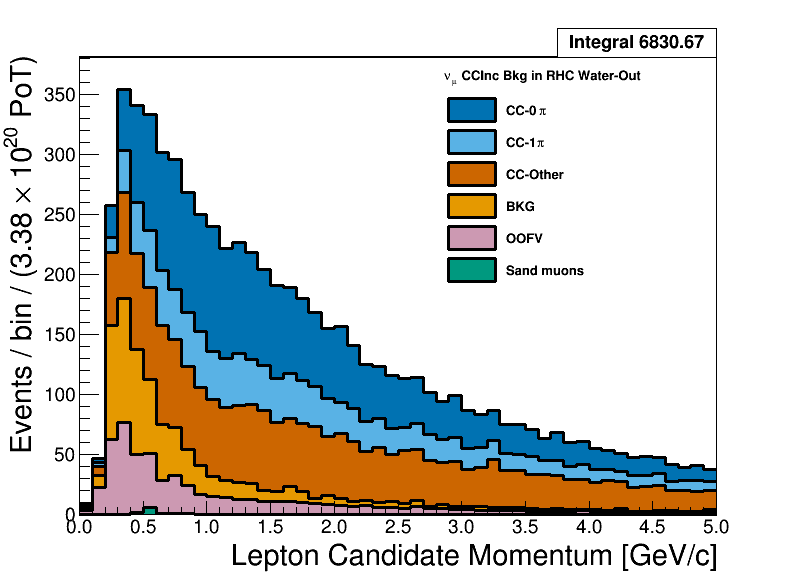 Integral 6830.67
ν_μ CCInc Bkg in RHC Water-Out
CC-0 π
CC-1 π
CC-Other
BKG
OOFV
Sand muons
Events / bin / (3.38 × 10^20 PoT)
350
300
250
200
150
100
50
0
0.0 0.5 1.0 1.5 2.0 2.5 3.0 3.5 4.0 4.5 5.0
Lepton Candidate Momentum [GeV/c]